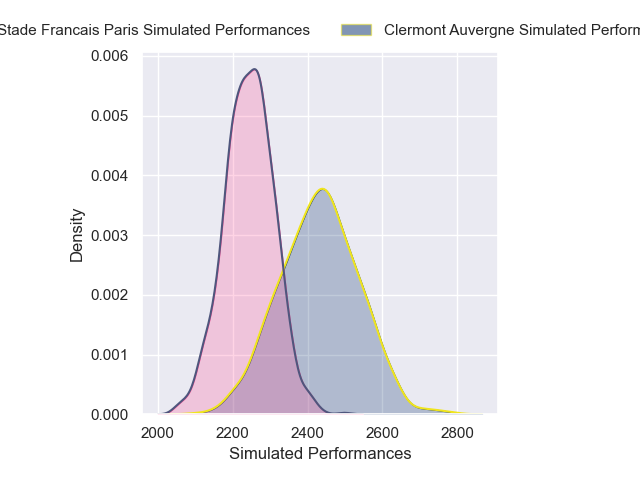 Stade Francais Paris Simulated Performances
Clermont Auvergne Simulated Perform
0.006
0.005
0.004
0.003
0.002
0.001
0.000
Density
2000 2200 2400 2600 2800
Simulated Performances